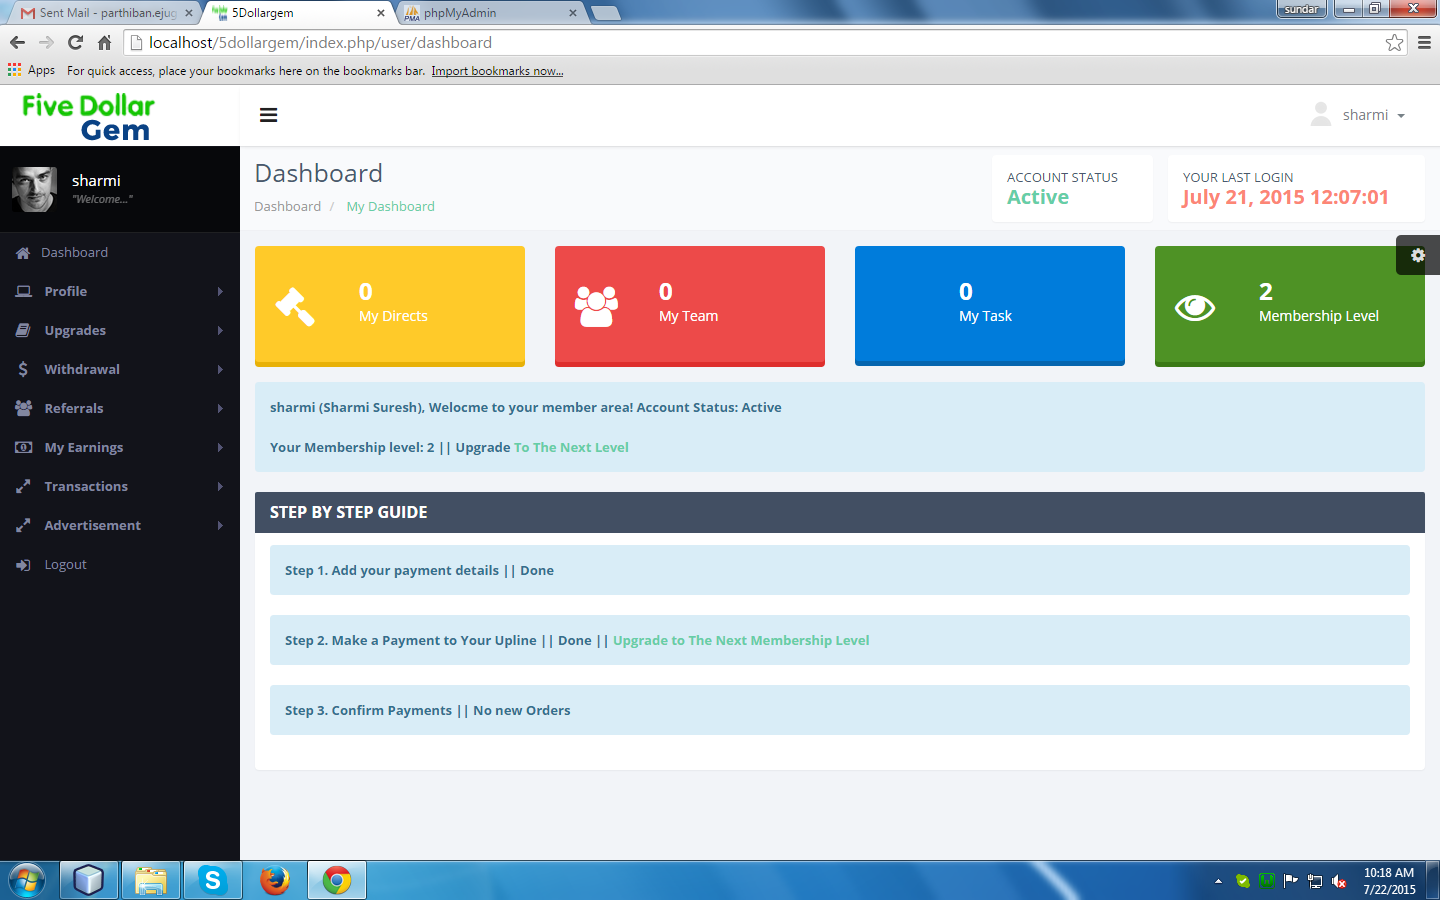 Sent Mail - parthiban.ejug
5Dollargem
phpMyAdmin
sundar
localhost/5dollargem/index.php/user/dashboard
Apps
For quick access, place your bookmarks here on the bookmarks bar. Import bookmarks now...
Five Dollar
Gem
sharmi
sharmi
"Welcome..."
Dashboard
Profile
Upgrades
Withdrawal
Referrals
My Earnings
Transactions
Advertisement
Logout
Dashboard
Dashboard / My Dashboard
ACCOUNT STATUS
Active
YOUR LAST LOGIN
July 21, 2015 12:07:01
0
My Directs
0
My Team
0
My Task
2
Membership Level
sharmi (Sharmi Suresh), Welocme to your member area! Account Status: Active
Your Membership level: 2 || Upgrade To The Next Level
STEP BY STEP GUIDE
Step 1. Add your payment details || Done
Step 2. Make a Payment to Your Upline || Done || Upgrade to The Next Membership Level
Step 3. Confirm Payments || No new Orders
10:18 AM
7/22/2015